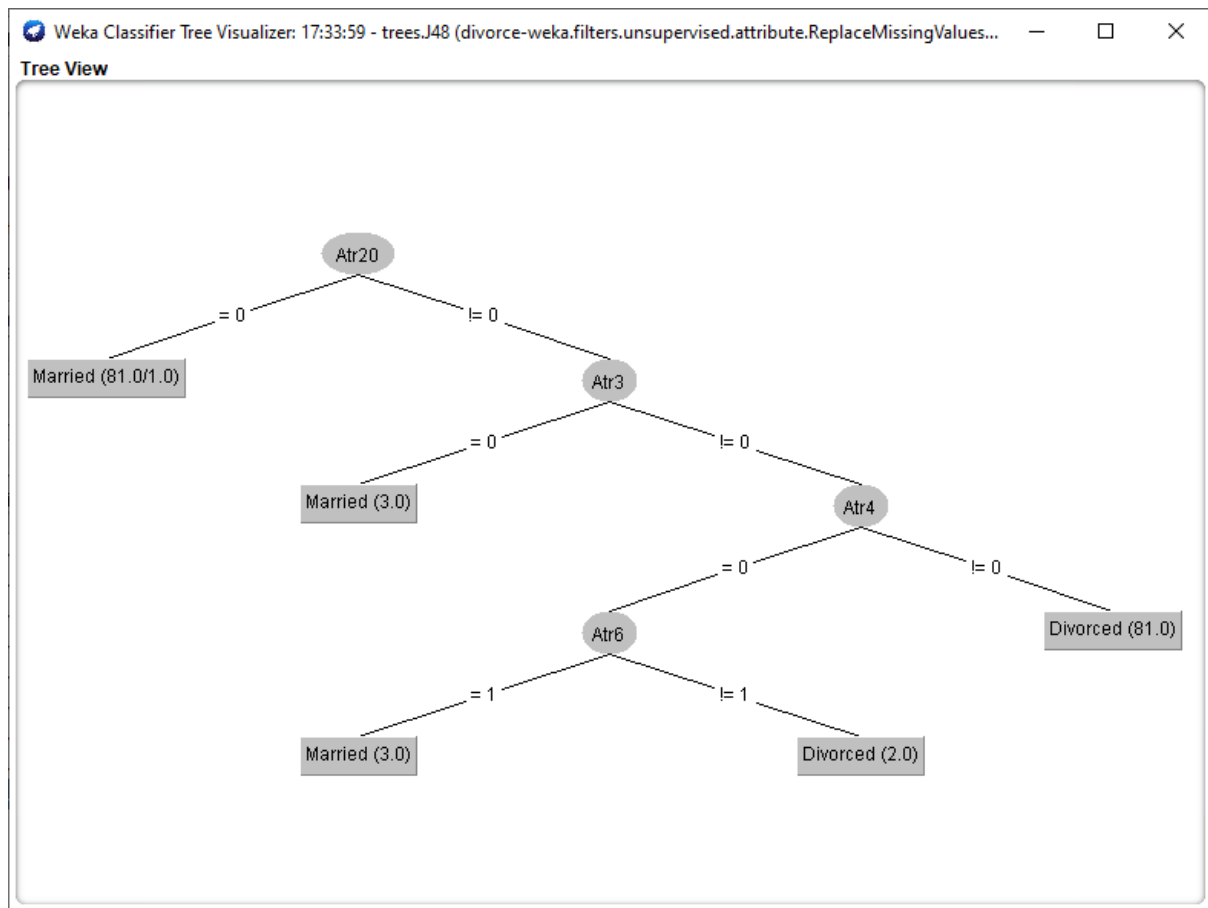 Weka Classifier Tree Visualizer: 17:33:59 - trees.J48 (divorce-weka.filters.unsupervised.attribute.ReplaceMissingValues...
Tree View
Atr20
= 0
!= 0
Married (81.0/1.0)
Atr3
= 0
!= 0
Married (3.0)
Atr4
= 0
!= 0
Atr6
Divorced (81.0)
= 1
!= 1
Married (3.0)
Divorced (2.0)